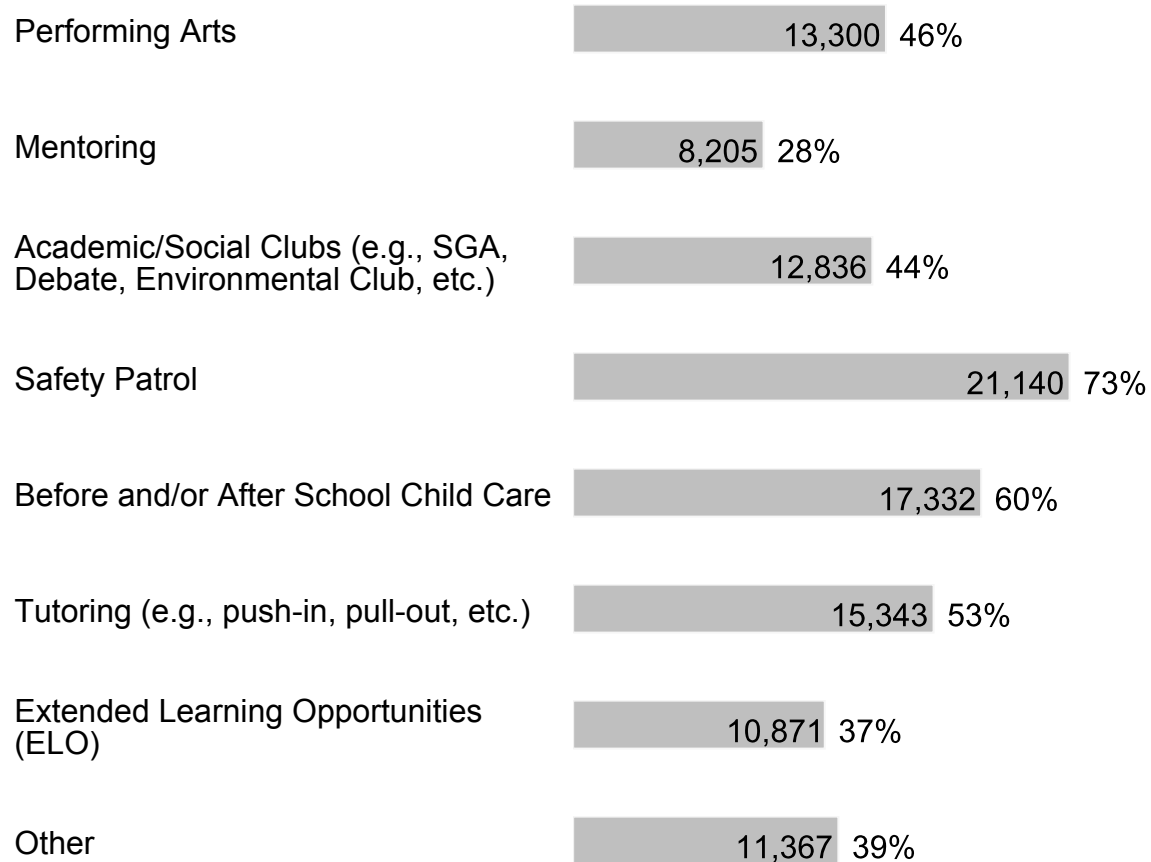 Performing Arts 13,300 46%
Mentoring 8,205 28%
Academic/Social Clubs (e.g., SGA,
Debate, Environmental Club, etc.) 12,836 44%
Safety Patrol 21,140 73%
Before and/or After School Child Care 17,332 60%
Tutoring (e.g., push-in, pull-out, etc.) 15,343 53%
Extended Learning Opportunities
(ELO) 10,871 37%
Other 11,367 39%